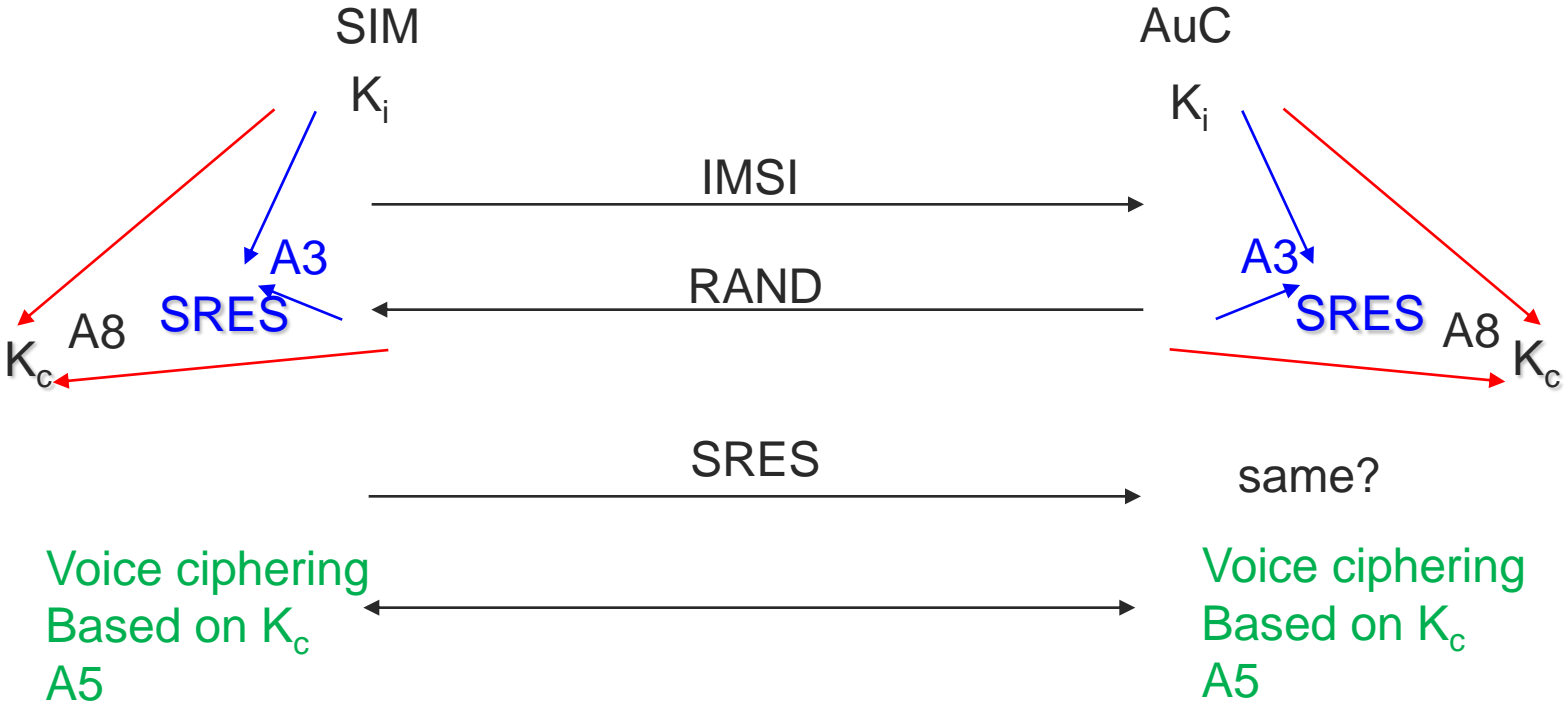 SIM
AuC
Ki
Ki
IMSI
A3
A3
RAND
SRES
SRES
A8
A8
Kc
Kc
SRES
same?
Voice ciphering
Based on Kc
A5
Voice ciphering
Based on Kc
A5